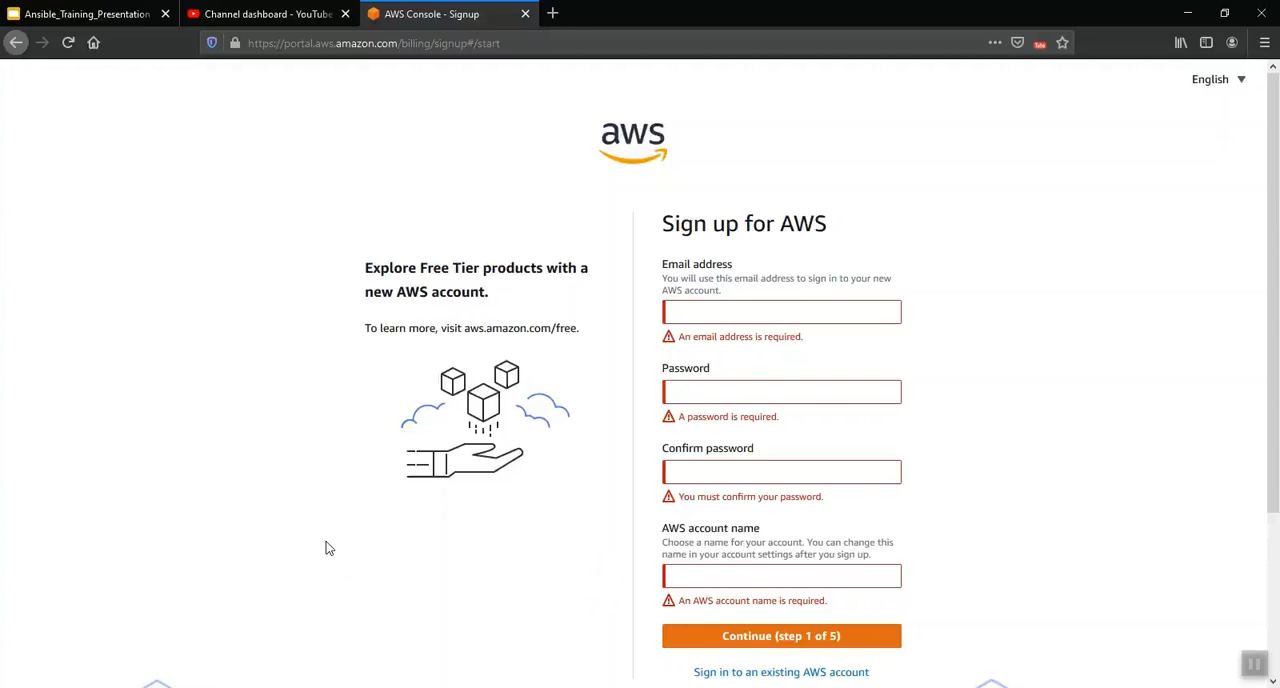 Ansible_Training_Presentation
Channel dashboard - YouTube
AWS Console - Signup
https://portal.aws.amazon.com/billing/signup#/start
English
aws
Explore Free Tier products with a
new AWS account.
To learn more, visit aws.amazon.com/free.
Sign up for AWS
Email address
You will use this email address to sign in to your new
AWS account.
An email address is required.
Password
A password is required.
Confirm password
You must confirm your password.
AWS account name
Choose a name for your account. You can change this
name in your account settings after you sign up.
An AWS account name is required.
Continue (step 1 of 5)
Sign in to an existing AWS account